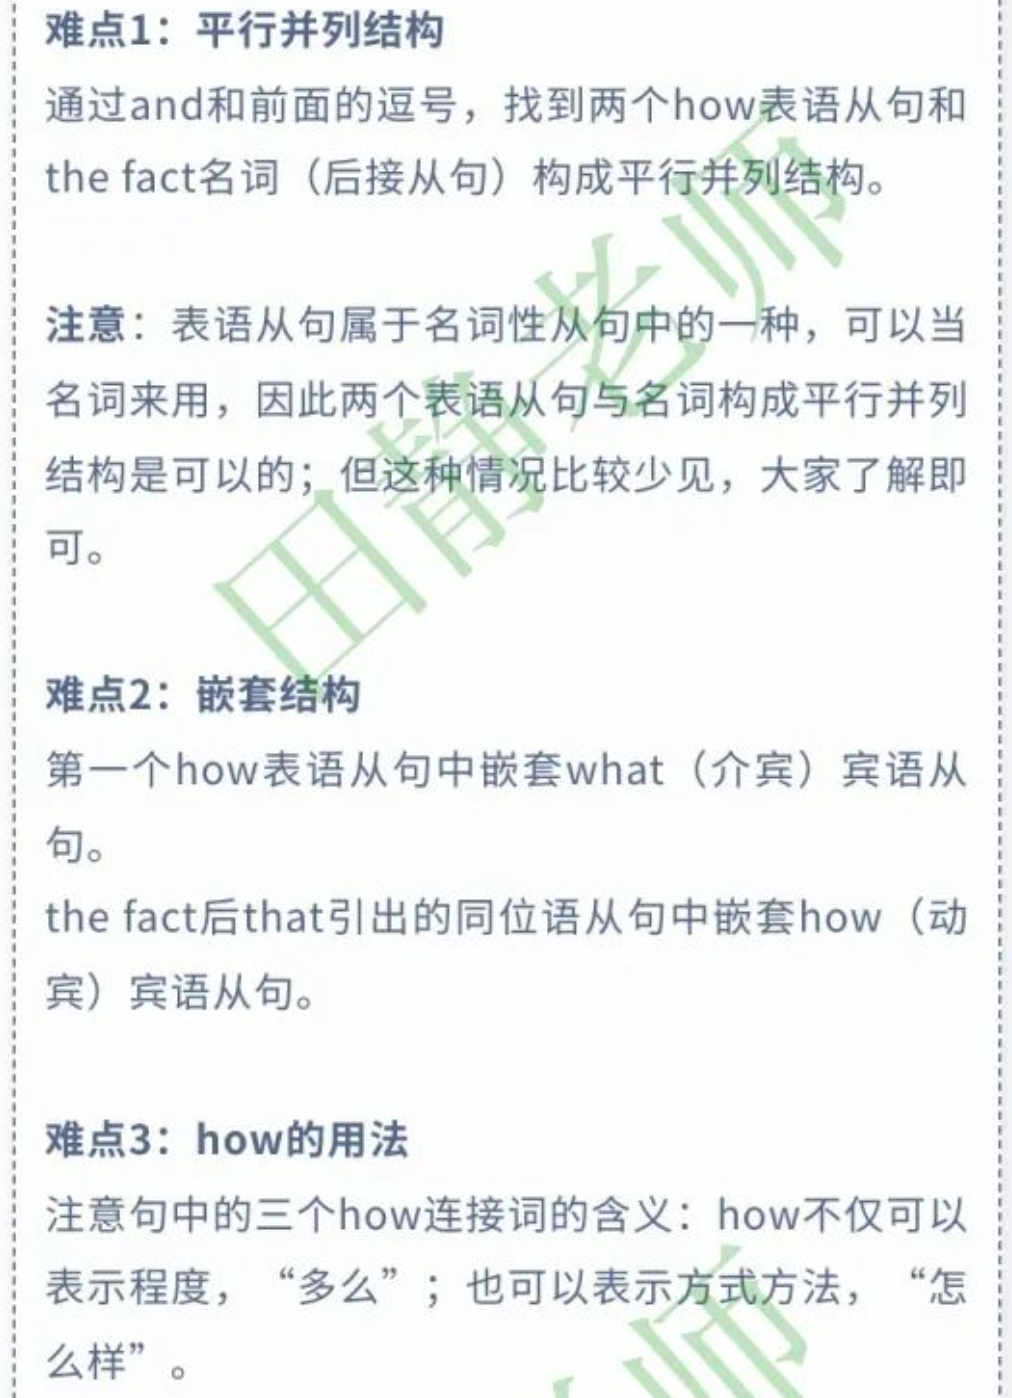 难点1：平行并列结构
通过and和前面的逗号，找到两个how表语从句和
the fact名词（后接从句）构成平行并列结构。
注意：表语从句属于名词性从句中的一种，可以当
名词来用，因此两个表语从句与名词构成平行并列
结构是可以的；但这种情况比较少见，大家了解即
可。
难点2：嵌套结构
第一个how表语从句中嵌套what（介宾）宾语从
句。
the fact后that引出的同位语从句中嵌套how（动
宾）宾语从句。
难点3：how的用法
注意句中的三个how连接词的含义：how不仅可以
表示程度，“多么”；也可以表示方式方法，“怎
么样”。
田静老师
老师